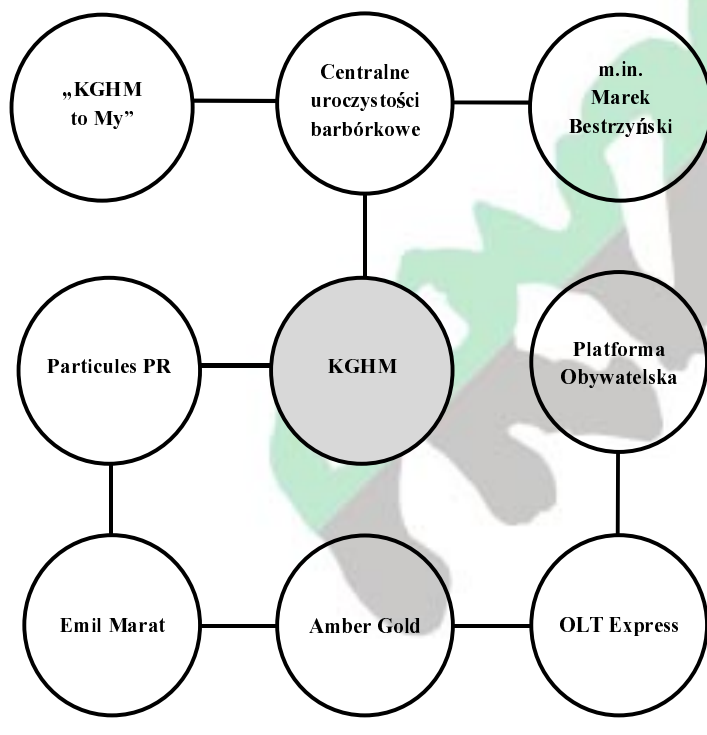 „KGHM
to My”
Centralne
uroczystości
barbórkowe
m.in.
Marek
Bestrzyński
Particules PR
KGHM
Platforma
Obywatelska
Emil Marat
Amber Gold
OLT Express